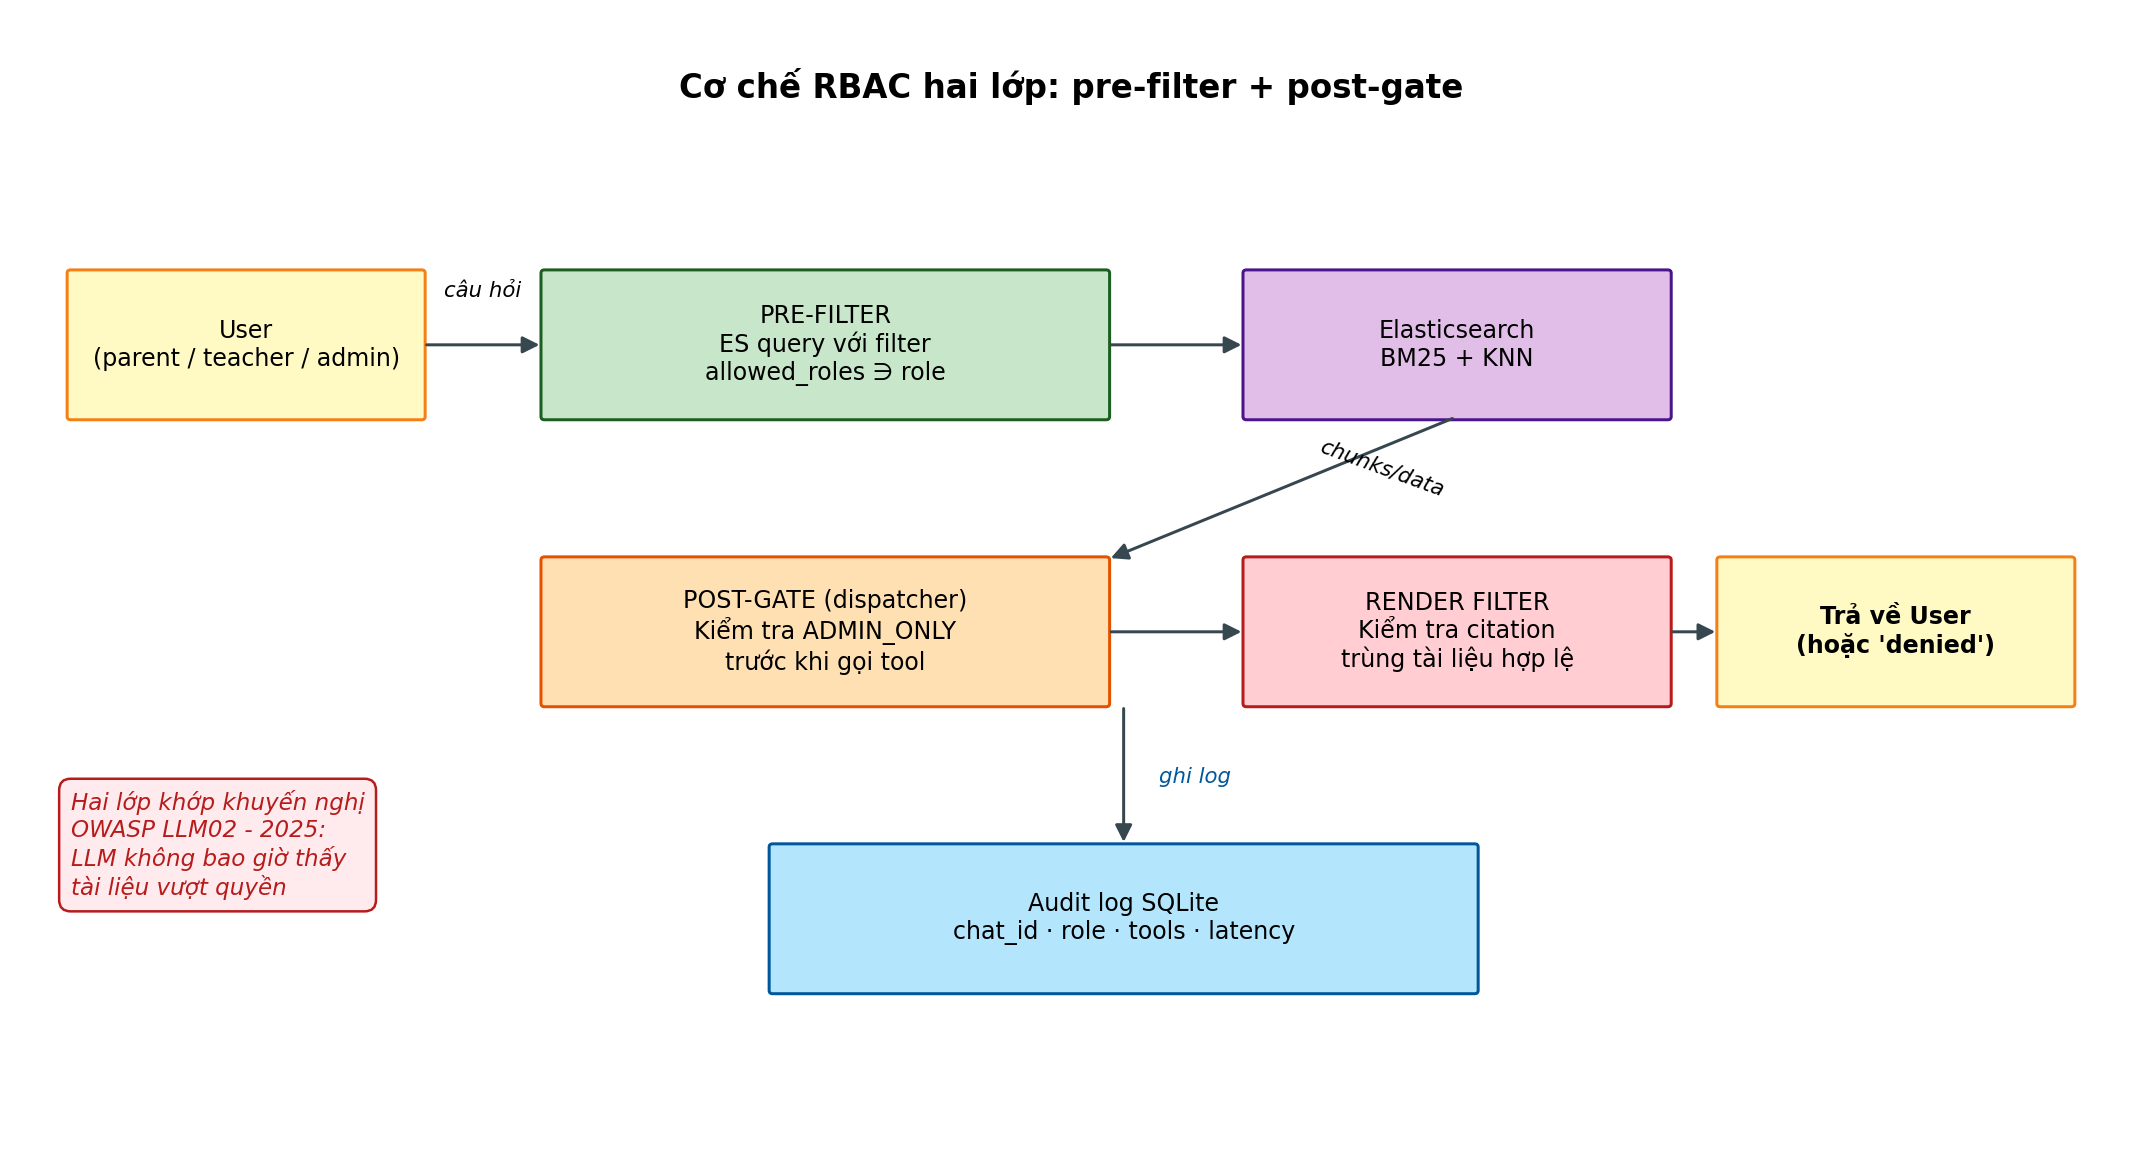 Cơ chế RBAC hai lớp: pre-filter + post-gate
User
(parent / teacher / admin)
câu hỏi
PRE-FILTER
ES query với filter
allowed_roles ∋ role
Elasticsearch
BM25 + KNN
chunks/data
POST-GATE (dispatcher)
Kiểm tra ADMIN_ONLY
trước khi gọi tool
RENDER FILTER
Kiểm tra citation
trùng tài liệu hợp lệ
Trả về User
(hoặc 'denied')
ghi log
Hai lớp khớp khuyến nghị
OWASP LLM02 - 2025:
LLM không bao giờ thấy
tài liệu vượt quyền
Audit log SQLite
chat_id · role · tools · latency